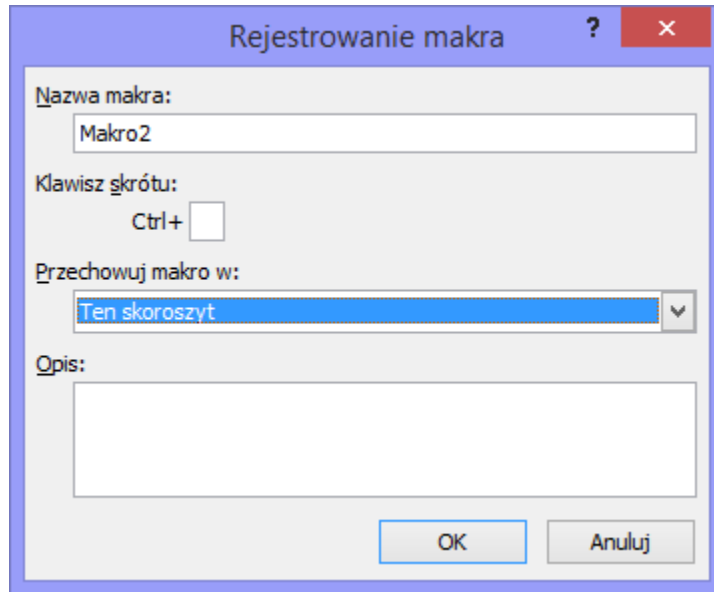 Rejestrowanie makra ?
Nazwa makra:
Makro2
Klawisz skrótu:
Ctrl+
Przechowuj makro w:
Ten skoroszyt
Opis:
OK Anuluj